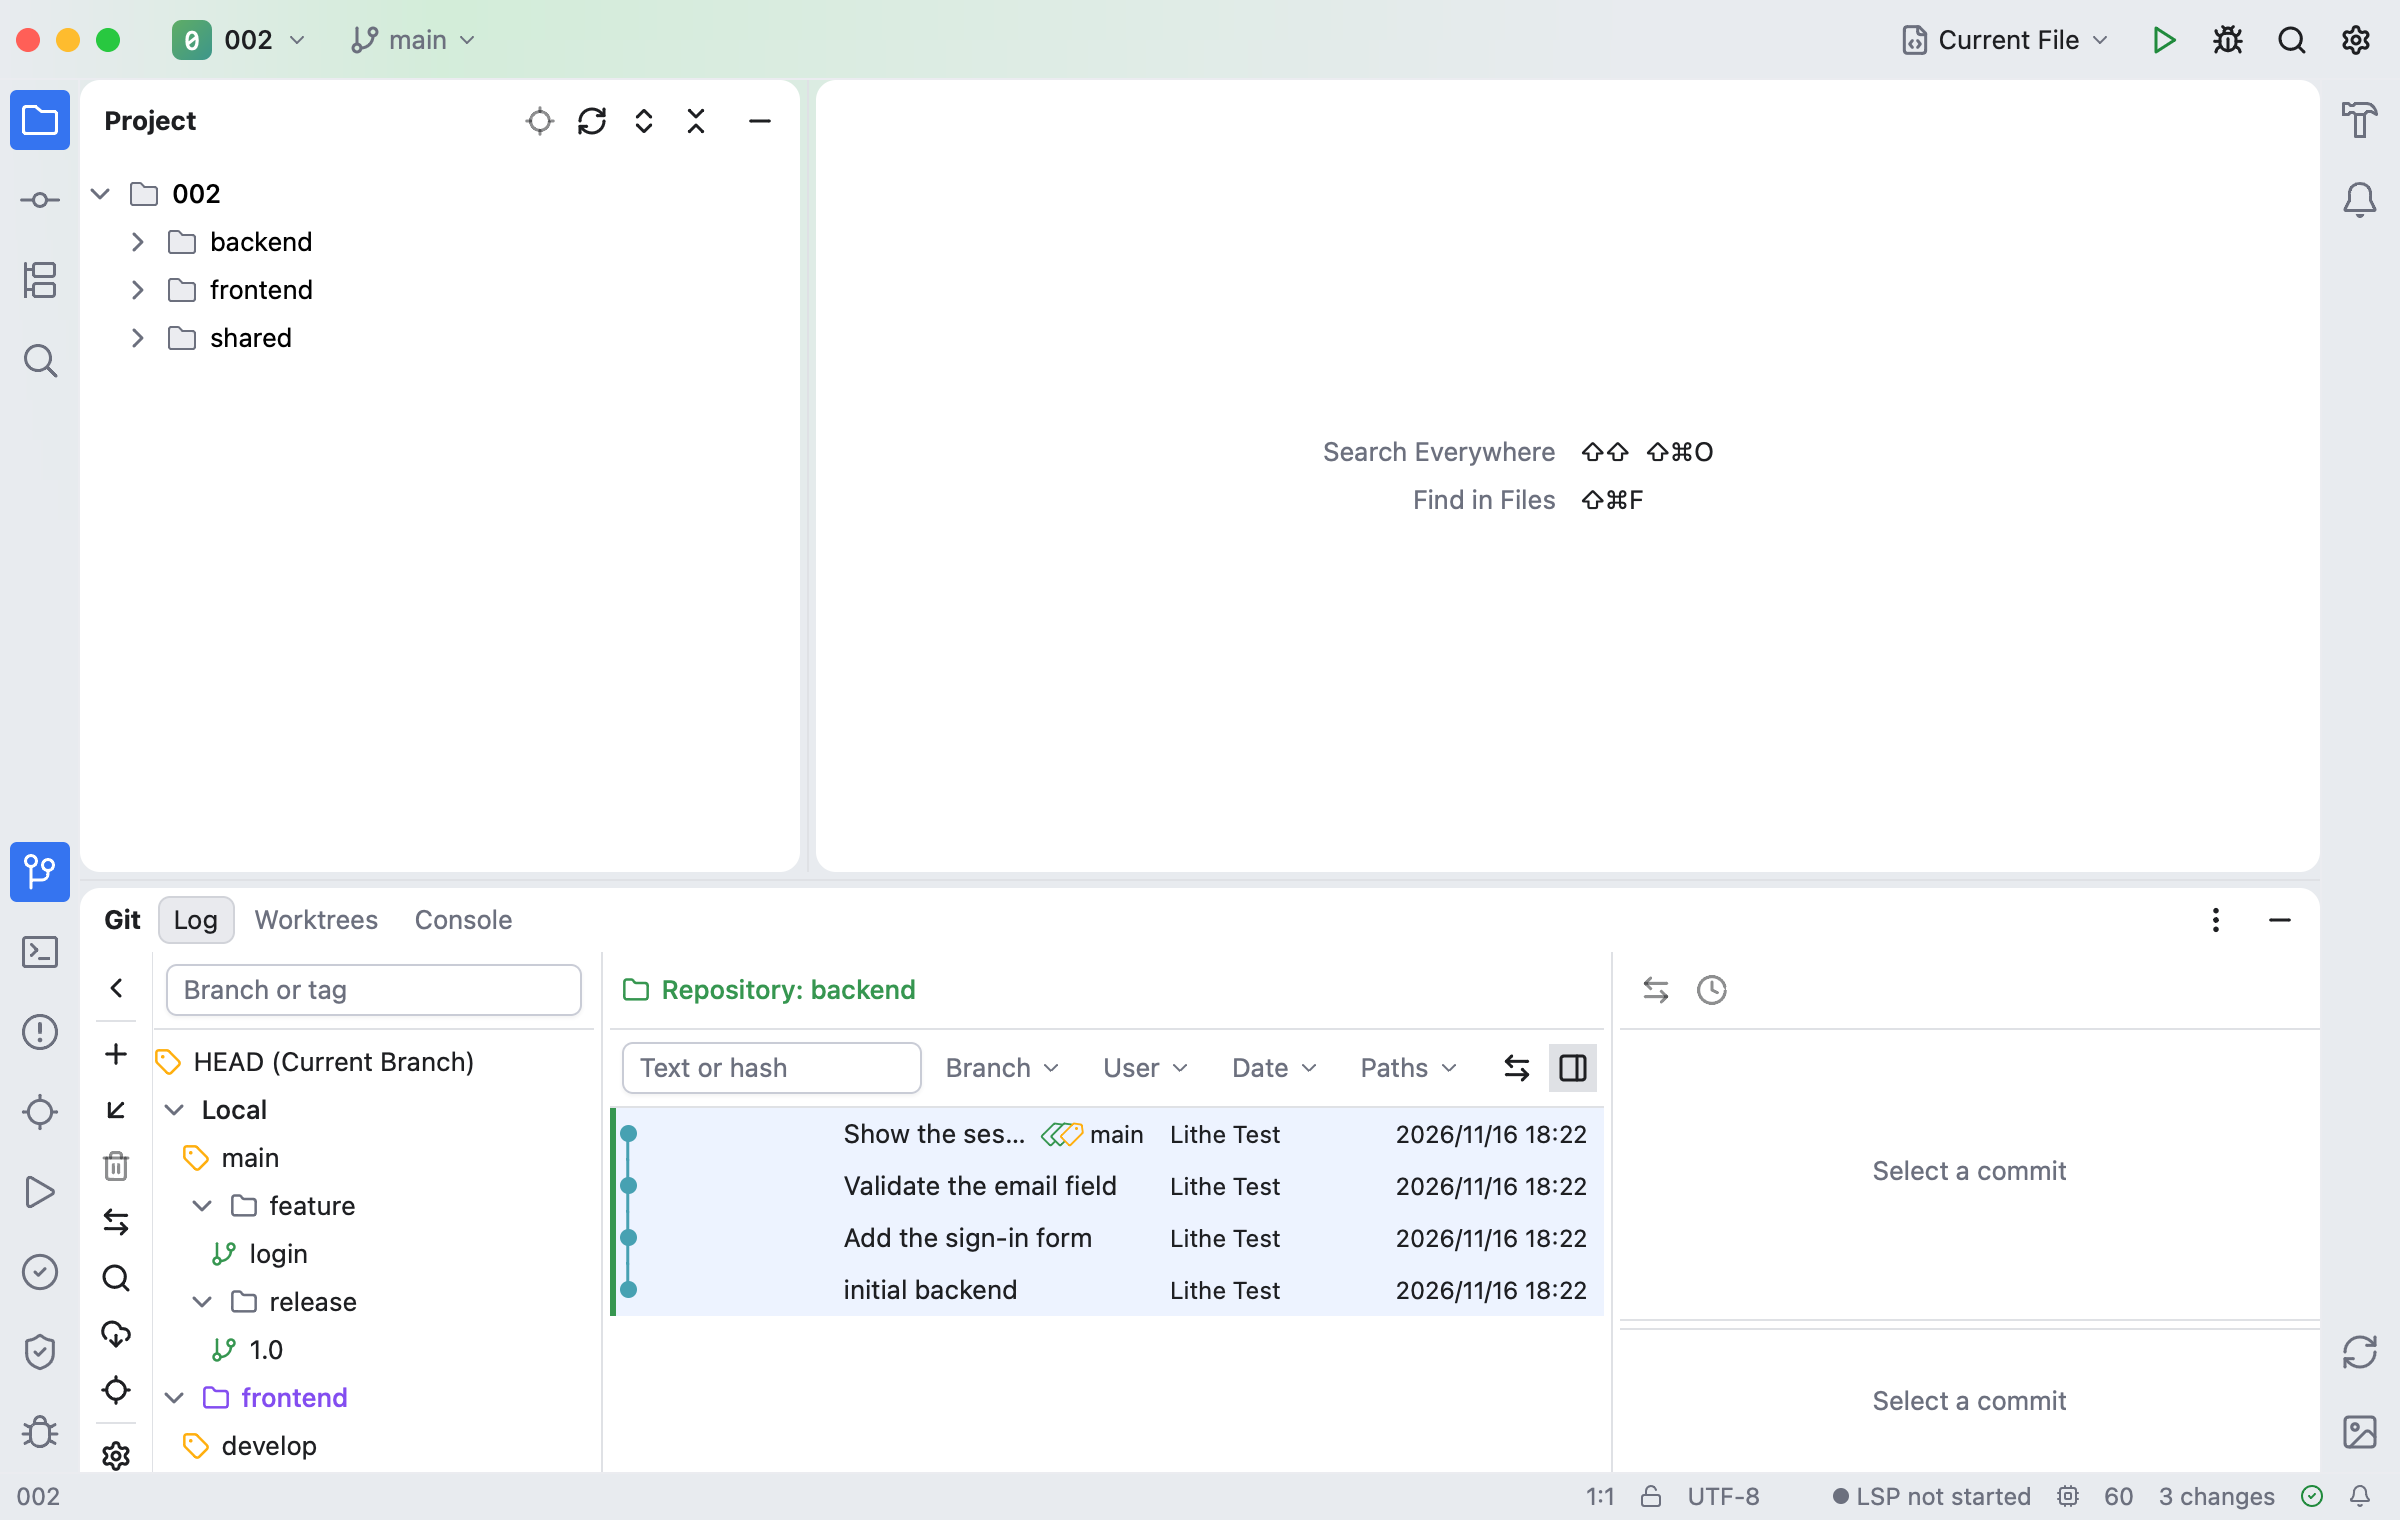 0 002 main Current File
Project
002
backend
frontend
shared
Search Everywhere ⇧⇧ ⇧⌘O
Find in Files ⇧⌘F
Git Log Worktrees Console
Branch or tag
HEAD (Current Branch)
Local
main
feature
login
release
1.0
frontend
develop
Repository: backend
Text or hash Branch User Date Paths
Show the ses... main Lithe Test 2026/11/16 18:22
Validate the email field Lithe Test 2026/11/16 18:22
Add the sign-in form Lithe Test 2026/11/16 18:22
initial backend Lithe Test 2026/11/16 18:22
Select a commit
Select a commit
002 1:1 UTF-8 LSP not started 60 3 changes